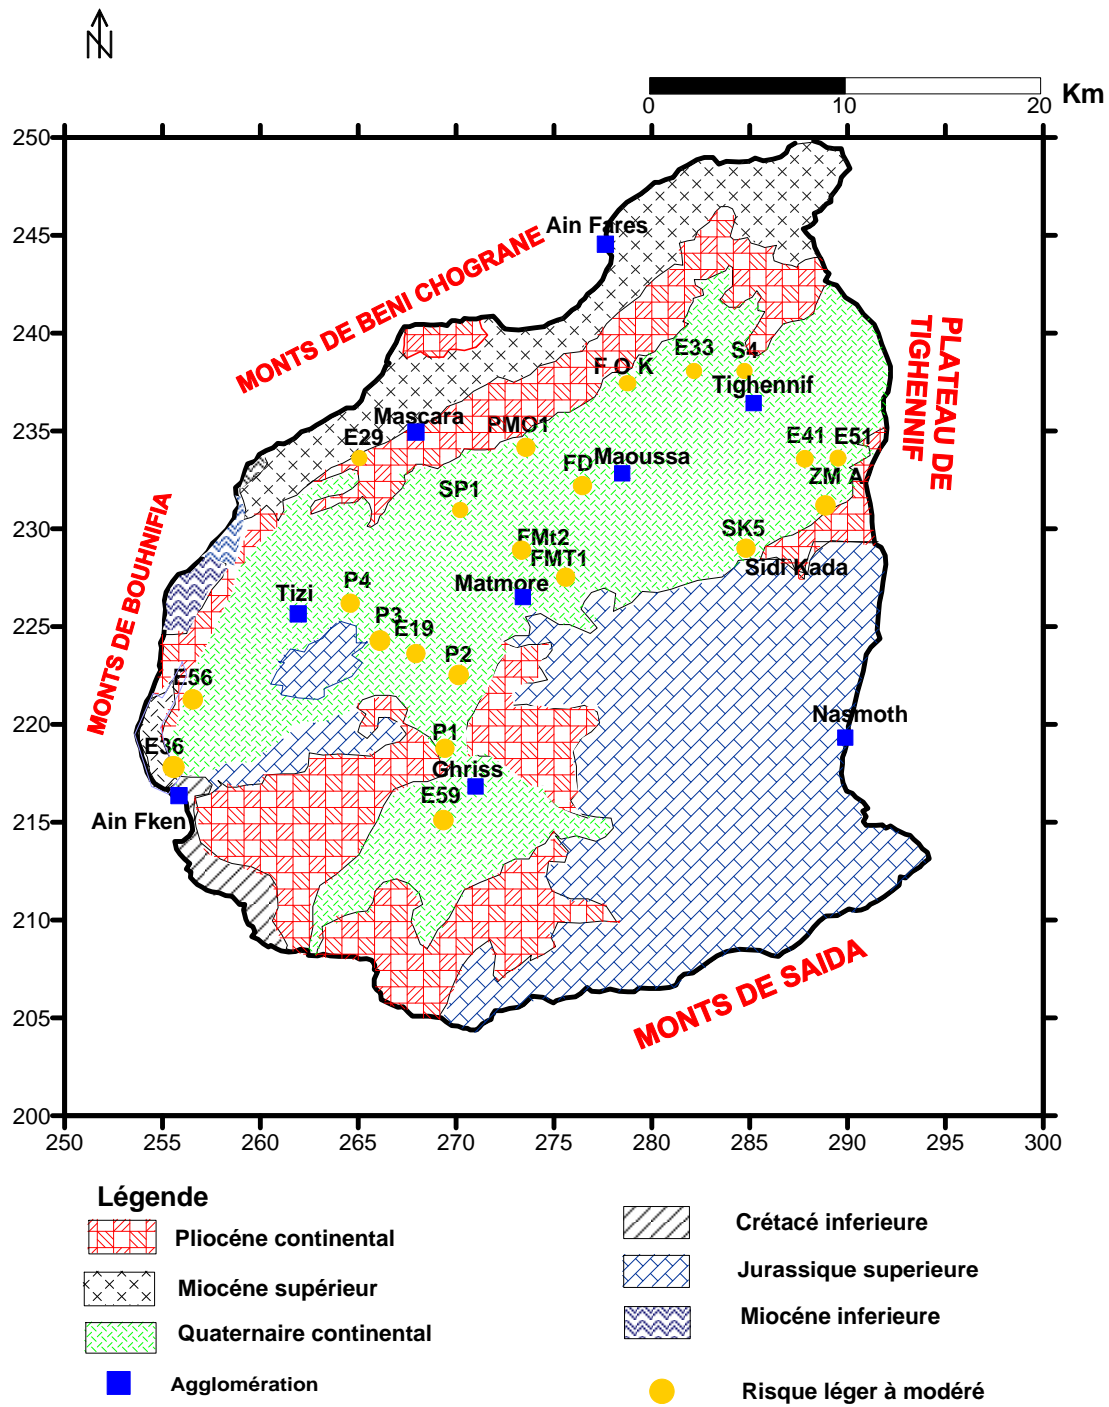 N
0 10 20 Km
250
245
240
235
230
225
220
215
210
205
200
250 255 260 265 270 275 280 285 290 295 300
MONTS DE BENI CHOGRANE
PLATEAU DE
TIGHENNIF
MONTS DE BOUHNIFIA
MONTS DE SAIDA
Ain Fares
E33
S4
F O K
Tighennif
Mascara
E29
PMO1
E41
E51
FD
Maoussa
ZM A
SP1
SK5
FMt2
FMT1
Sidi Kada
Matmore
Tizi
P4
P3
E19
P2
E56
Nasmoth
P1
E36
Ghriss
E59
Ain Fken
Légende
Pliocéne continental
Miocéne supérieur
Quaternaire continental
Agglomération
Crétacé inferieure
Jurassique superieure
Miocéne inferieure
Risque léger à modéré